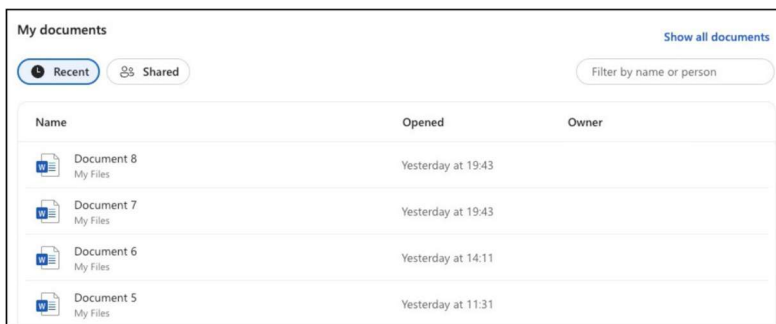 My documents
Show all documents
Recent
Shared
Filter by name or person
Name Opened Owner
Document 8
My Files
Yesterday at 19:43
Document 7
My Files
Yesterday at 19:43
Document 6
My Files
Yesterday at 14:11
Document 5
My Files
Yesterday at 11:31